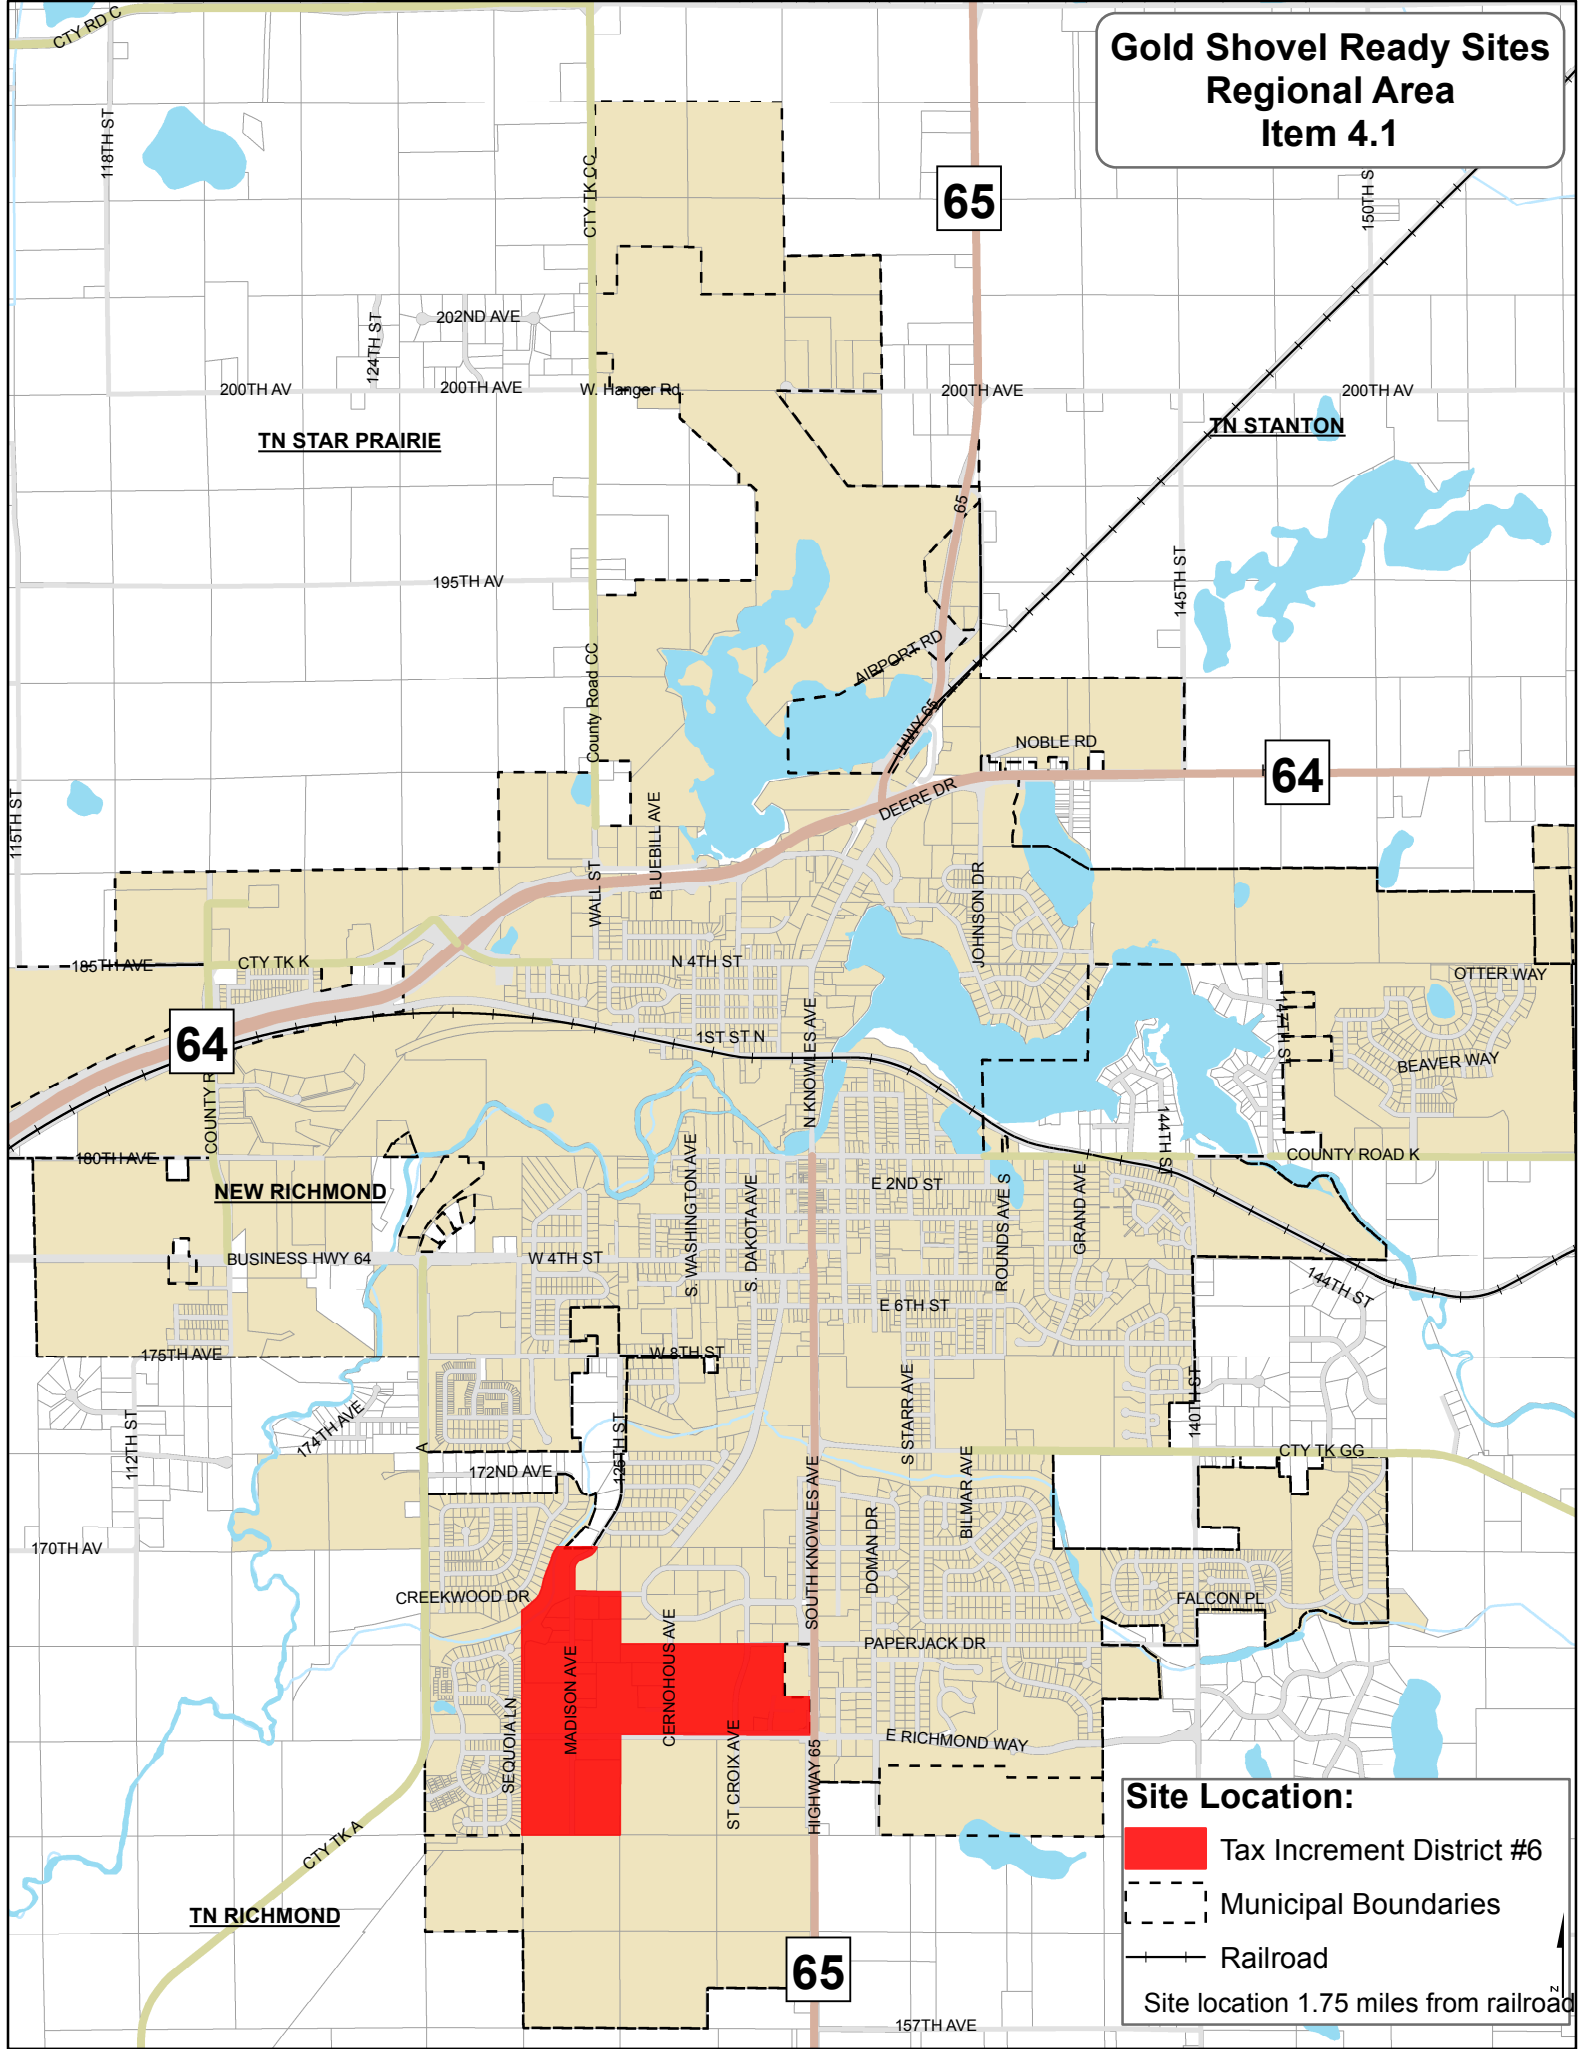 Gold Shovel Ready Sites
Regional Area
Item 4.1
CTY RD C
118TH ST
CTY TK CC
65
150TH S
202ND AVE
124TH ST
200TH AV
200TH AVE
W. Hanger Rd.
200TH AVE
200TH AV
TN STAR PRAIRIE
TN STANTON
65
195TH AV
145TH ST
AIRPORT RD
County Road CC
HWY 65
NOBLE RD
64
DEERE DR
115TH ST
BLUEBILL AVE
WALL ST
JOHNSON DR
185TH AVE
CTY TK K
N 4TH ST
OTTER WAY
147TH ST
64
1ST ST N
N KNOWLES AVE
BEAVER WAY
COUNTY R
144TH ST
180TH AVE
COUNTY ROAD K
NEW RICHMOND
S. WASHINGTON AVE
S. DAKOTA AVE
E 2ND ST
ROUNDS AVE S
GRAND AVE
BUSINESS HWY 64
W 4TH ST
144TH ST
E 6TH ST
175TH AVE
W 8TH ST
S STARR AVE
140TH ST
174TH AVE
112TH ST
A
125TH ST
172ND AVE
CTY TK GG
SOUTH KNOWLES AVE
BILMAR AVE
DOMAN DR
170TH AV
CREEKWOOD DR
FALCON PL
PAPERJACK DR
MADISON AVE
CERNOHOUS AVE
SEQUOIA LN
ST CROIX AVE
HIGHWAY 65
E RICHMOND WAY
CTY TK A
TN RICHMOND
65
157TH AVE
Site Location:
Tax Increment District #6
Municipal Boundaries
Railroad
Site location 1.75 miles from railroad
z